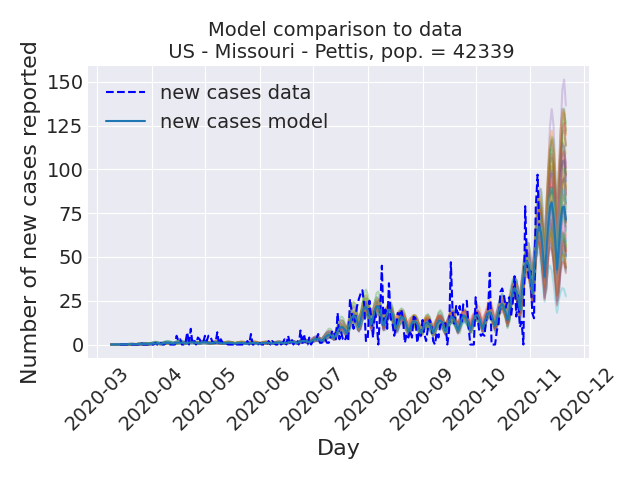 Model comparison to data
US - Missouri - Pettis, pop. = 42339
Number of new cases reported
150
125
100
75
50
25
0
new cases data
new cases model
2020-03
2020-04
2020-05
2020-06
2020-07
2020-08
2020-09
2020-10
2020-11
2020-12
Day